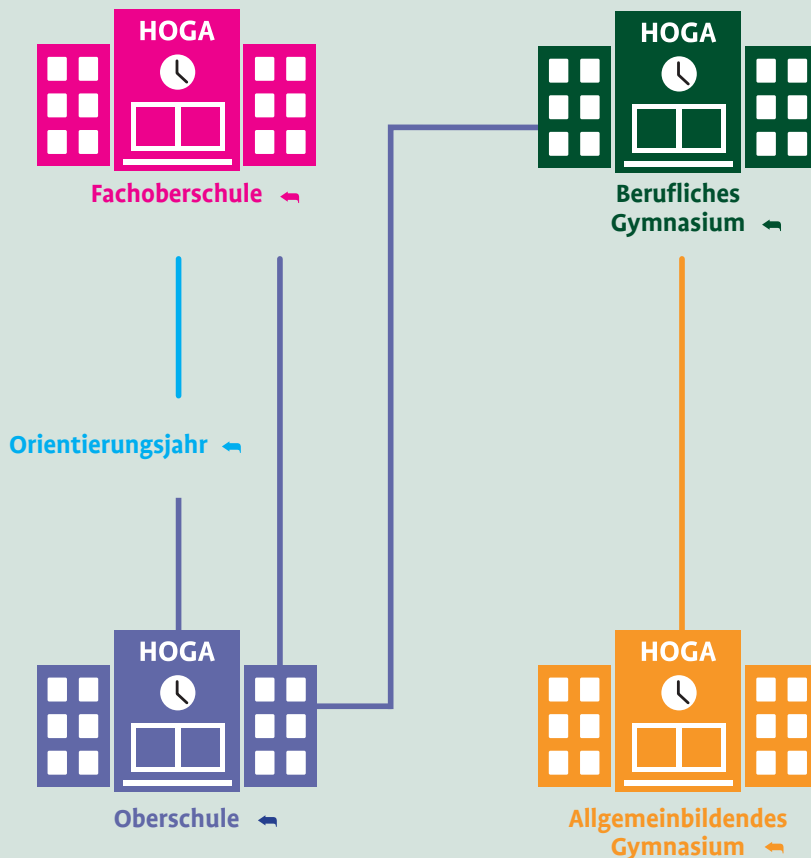 HOGA
Fachoberschule
HOGA
Berufliches
Gymnasium
Orientierungsjahr
HOGA
Oberschule
HOGA
Allgemeinbildendes
Gymnasium